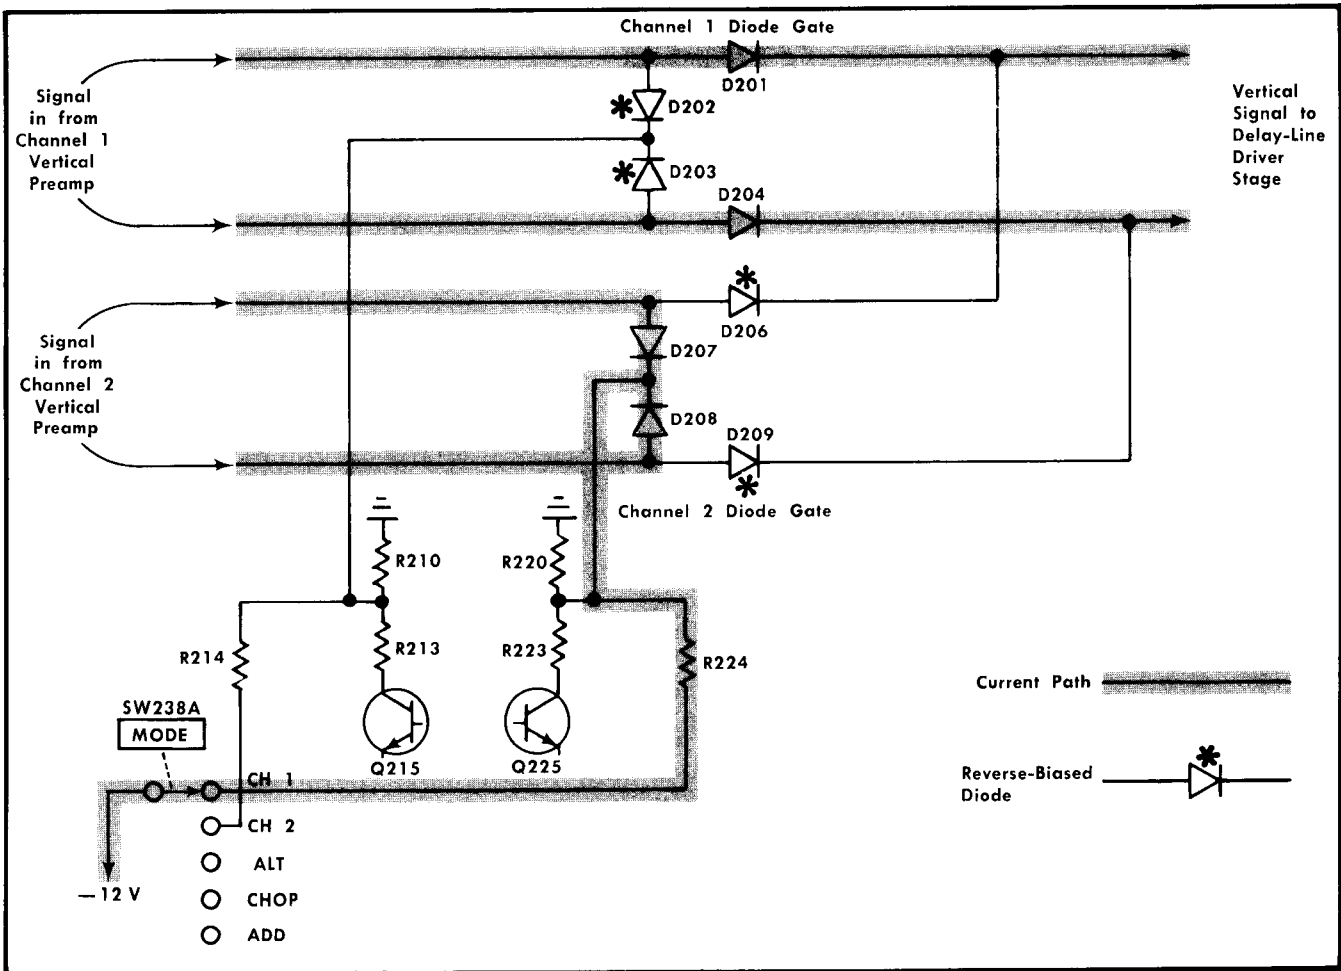 Channel 1 Diode Gate
D201
Signal
in from
Channel 1
Vertical
Preamp
D202
D203
D204
Vertical
Signal to
Delay-Line
Driver
Stage
D206
D207
Signal
in from
Channel 2
Vertical
Preamp
D208
D209
Channel 2 Diode Gate
R210
R220
R213
R223
R214
R224
Current Path
SW238A
MODE
Q215
Q225
Reverse-Biased
Diode
CH 1
CH 2
ALT
CHOP
ADD
—12 V